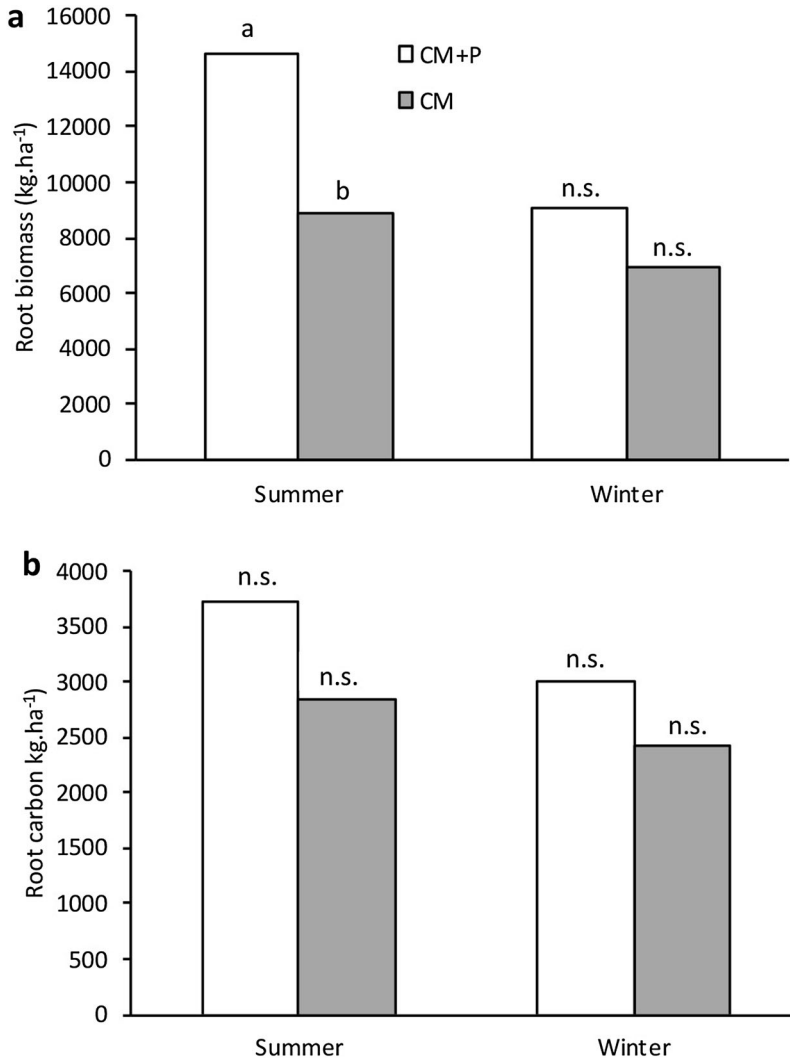 a
16000
14000
12000
10000
8000
6000
4000
2000
0
Root biomass (kg.ha⁻¹)
a
b
n.s.
n.s.
CM+P
CM
Summer
Winter
b
4000
3500
3000
2500
2000
1500
1000
500
0
Root carbon kg.ha⁻¹)
n.s.
n.s.
n.s.
n.s.
Summer
Winter